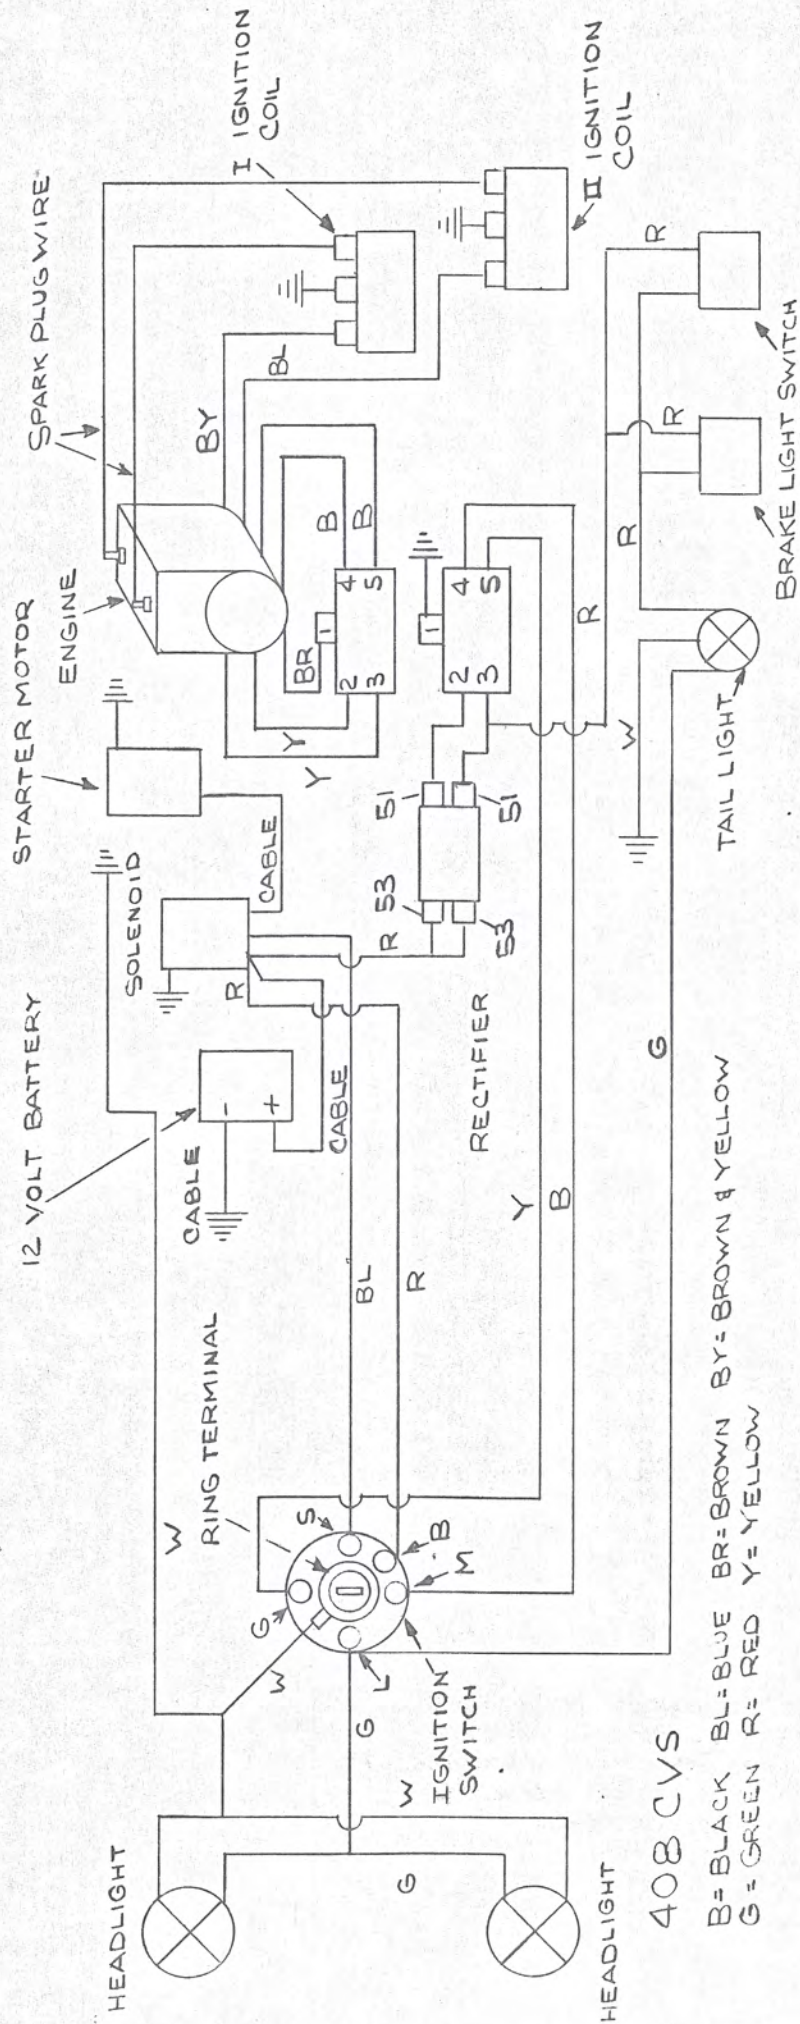 SPARK PLUG WIRE
I IGNITION
COIL
II IGNITION
COIL
STARTER MOTOR
ENGINE
BY
BL
B
B
BR
Y
Y
1
2
3
4
5
1
2
3
4
5
12 VOLT BATTERY
SOLENOID
CABLE
R
R
CABLE
CABLE
-
+
51
51
53
53
RECTIFIER
R
R
R
R
BRAKE LIGHT SWITCH
W
TAIL LIGHT
G
Y
B
BL
R
W
RING TERMINAL
G
S
B
M
L
W
G
IGNITION
SWITCH
W
G
HEADLIGHT
HEADLIGHT
408 CVS
B = BLACK BL = BLUE BR = BROWN BY = BROWN & YELLOW
G = GREEN R = RED Y = YELLOW